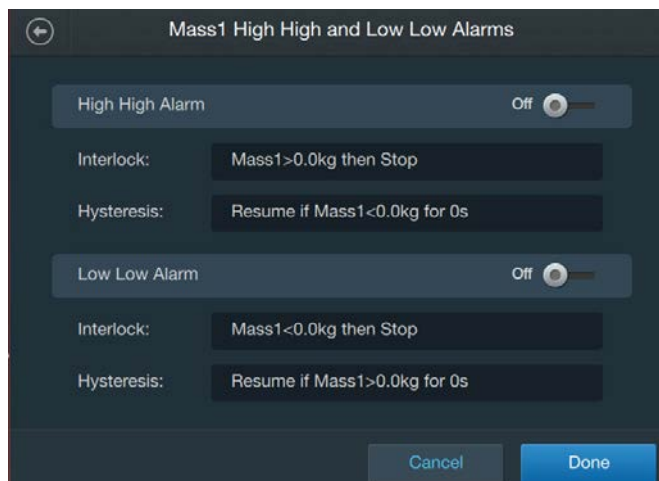 Mass1 High High and Low Low Alarms
High High Alarm Off
Interlock: Mass1>0.0kg then Stop
Hysteresis: Resume if Mass1<0.0kg for 0s
Low Low Alarm Off
Interlock: Mass1<0.0kg then Stop
Hysteresis: Resume if Mass1>0.0kg for 0s
Cancel Done